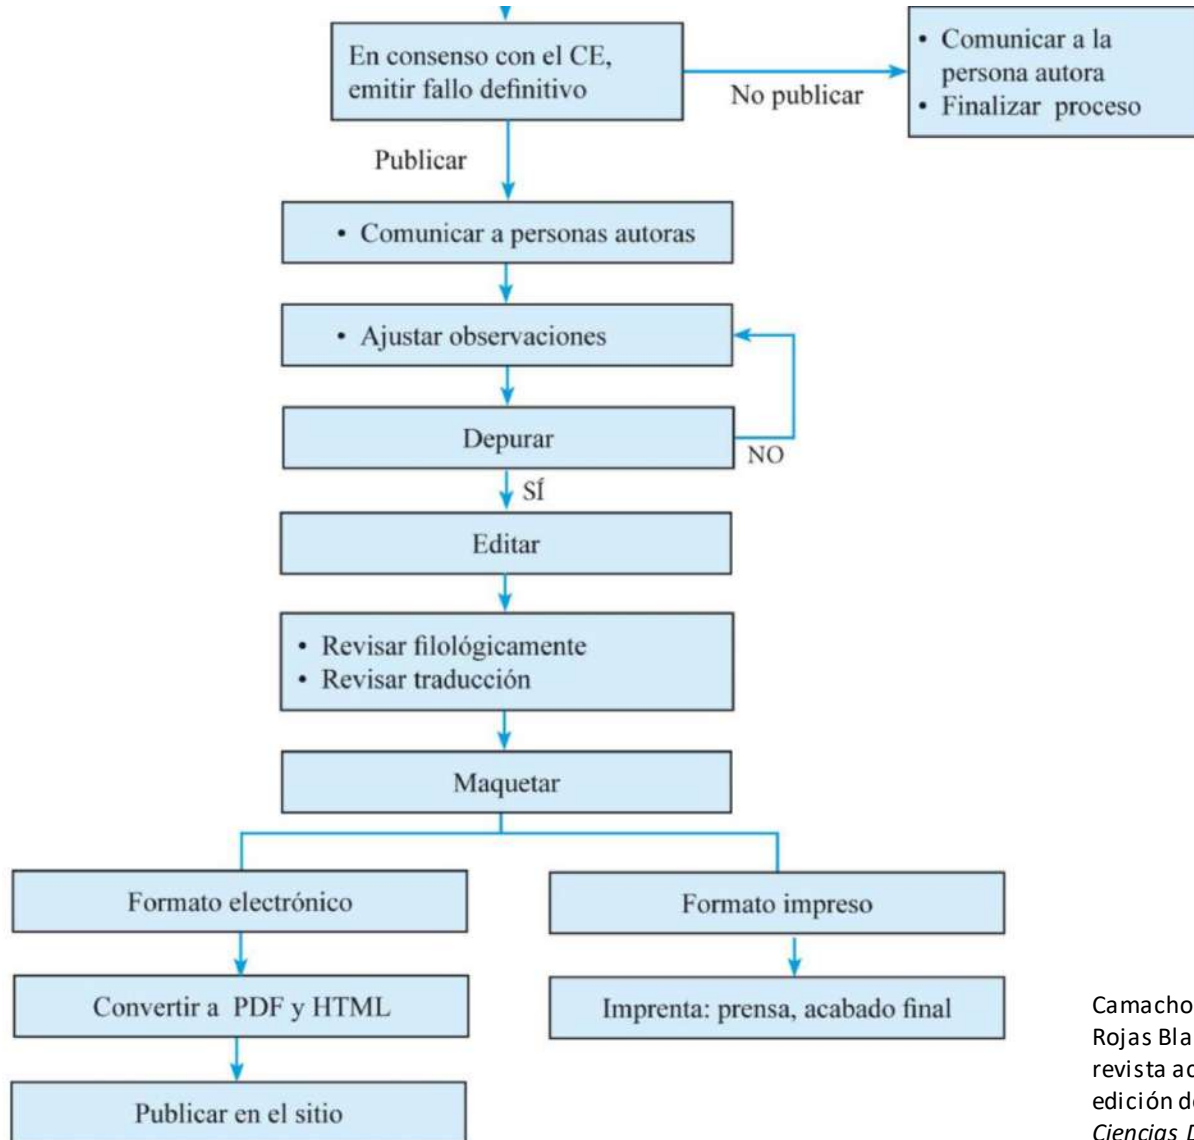 En consenso con el CE,
emitir fallo definitivo
No publicar
• Comunicar a la
persona autora
• Finalizar proceso
Publicar
• Comunicar a personas autoras
• Ajustar observaciones
Depurar
NO
SÍ
Editar
• Revisar filológicamente
• Revisar traducción
Maquetar
Formato electrónico
Formato impreso
Convertir a PDF y HTML
Imprenta: prensa, acabado final
Publicar en el sitio
Camacho
Rojas Bla
revista ac
edición de
Ciencias